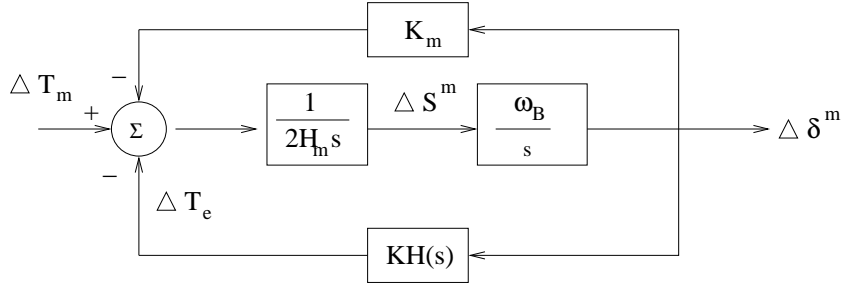 K_m
−
△ T_m
+
Σ
1
2H_m s
△ S^m
ω_B
s
△ δ^m
−
△ T_e
KH(s)